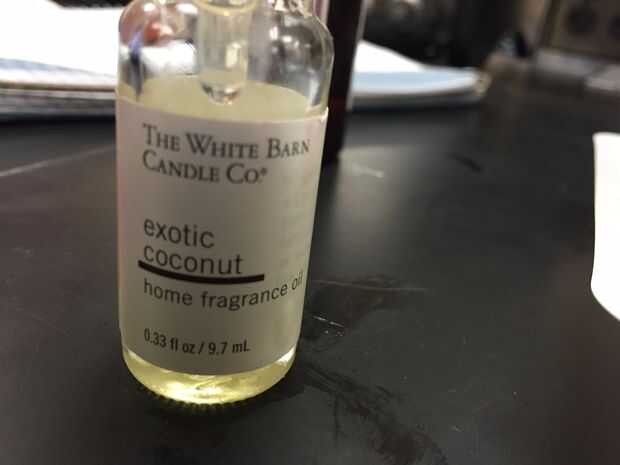 The White Barn
Candle Co.®
exotic
coconut
home fragrance oil
0.33 fl oz / 9.7 mL